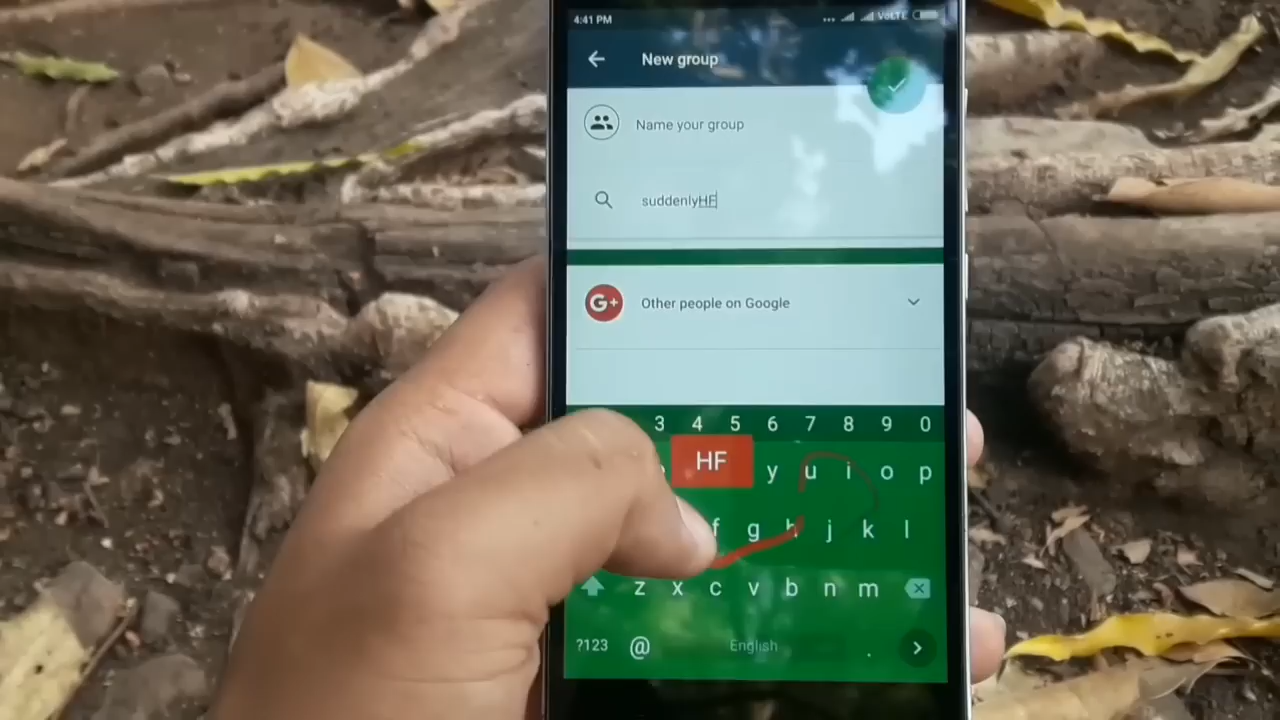 4:41 PM ... VoLTE
New group
Name your group
suddenlyHF
G+ Other people on Google
3 4 5 6 7 8 9 0
HF y u i o p
f g h j k l
z x c v b n m
?123 @ English . >